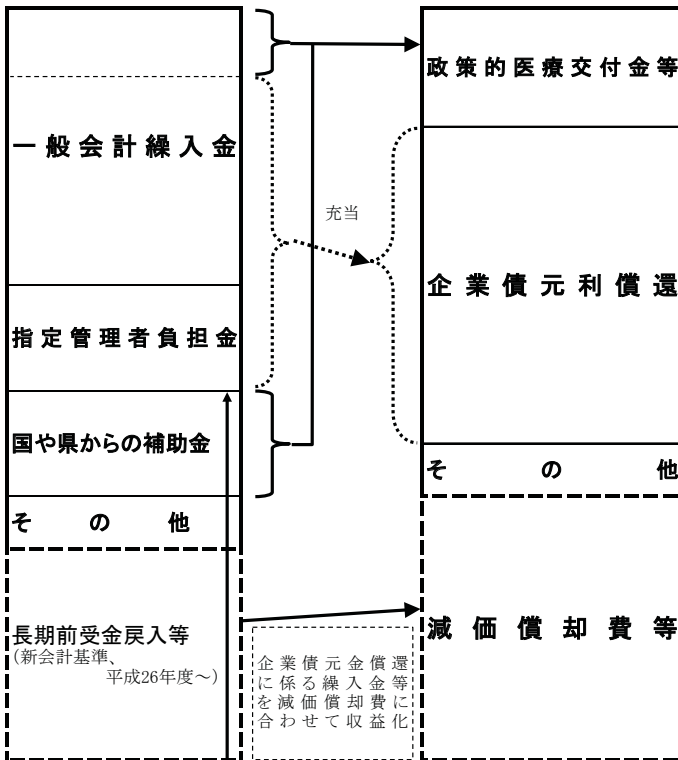 一般会計繰入金
指定管理者負担金
国や県からの補助金
その他
長期前受金戻入等
(新会計基準、
平成26年度~)
充当
企業債元金償還
に係る繰入金等
を減価償却費に
合わせて収益化
政策的医療交付金等
企業債元利償還
その他
減価償却費等